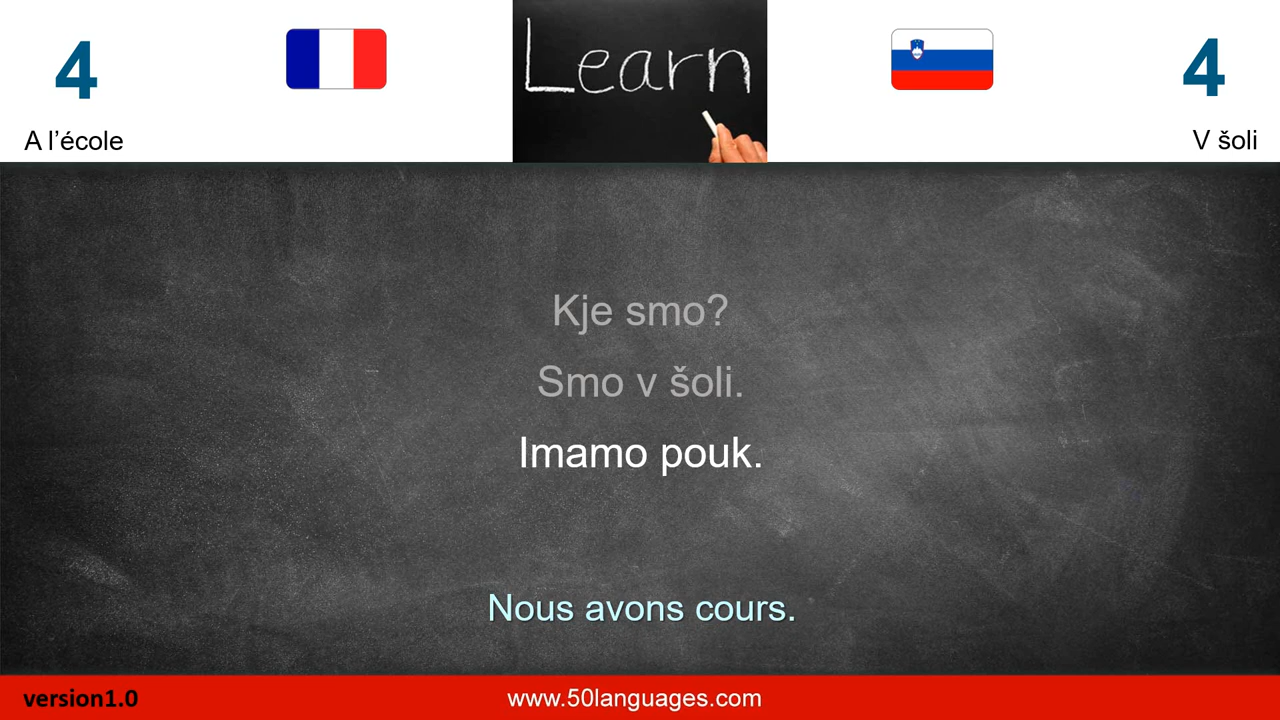 4
A l’école
Learn
4
V šoli
Kje smo?
Smo v šoli.
Imamo pouk.
Nous avons cours.
version1.0
www.50languages.com